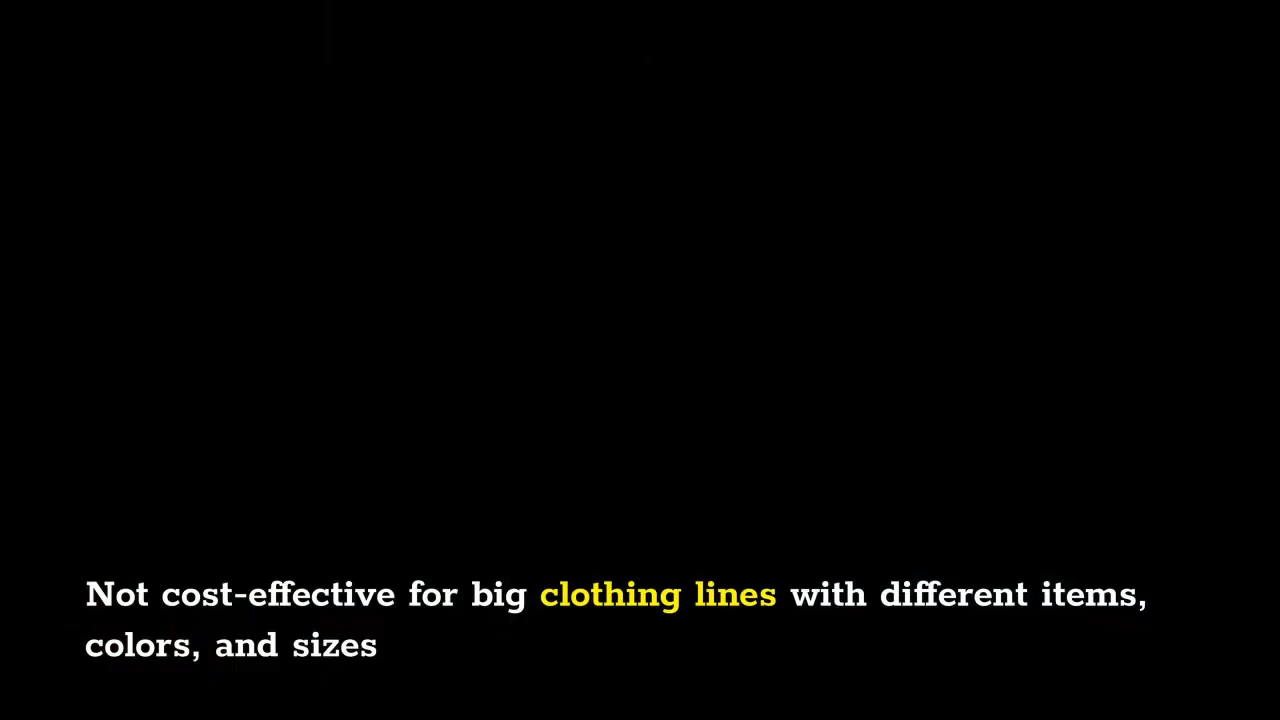 Not cost-effective for big clothing lines with different items,
colors, and sizes